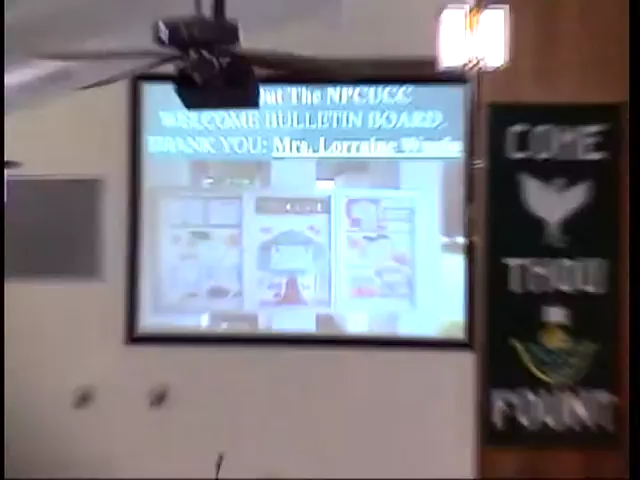 The NPCUCC
WELCOME BULLETIN BOARD.
THANK YOU: Mrs. Lorraine
COME
THOU
FOUNT